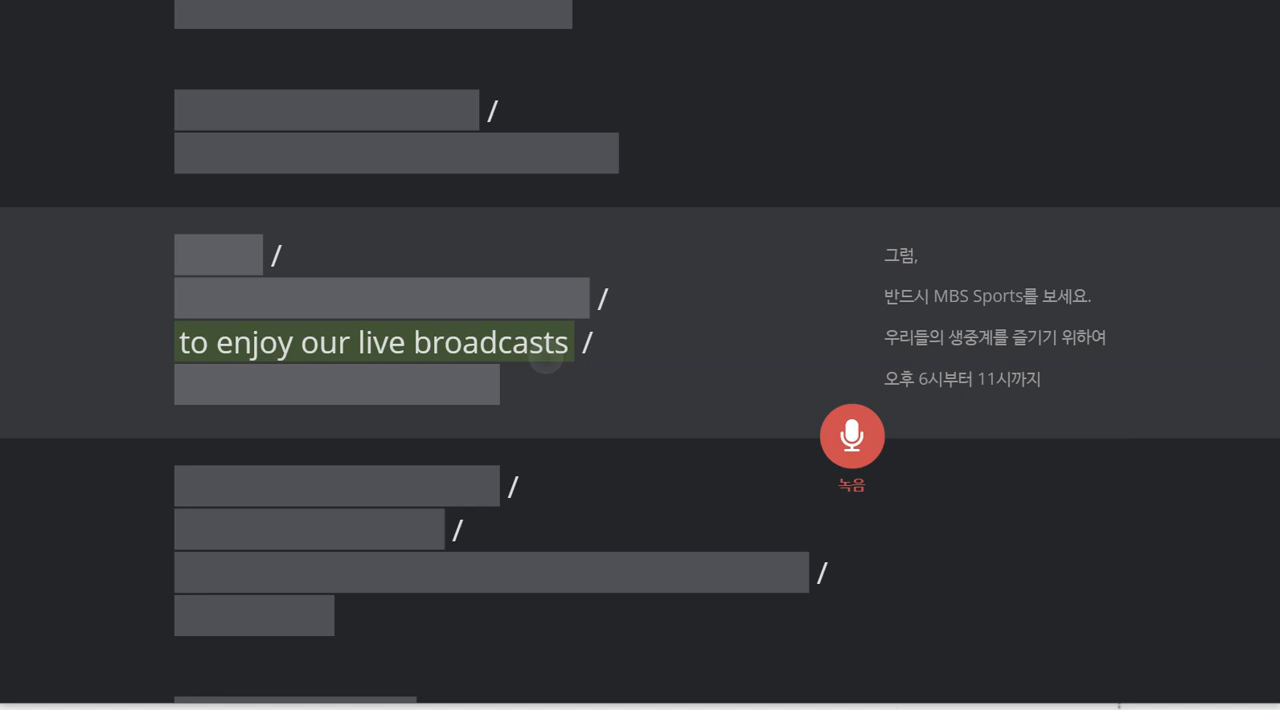 /
/
그럼,
/
반드시 MBS Sports를 보세요.
to enjoy our live broadcasts /
우리들의 생중계를 즐기기 위하여
오후 6시부터 11시까지
/
녹음
/
/